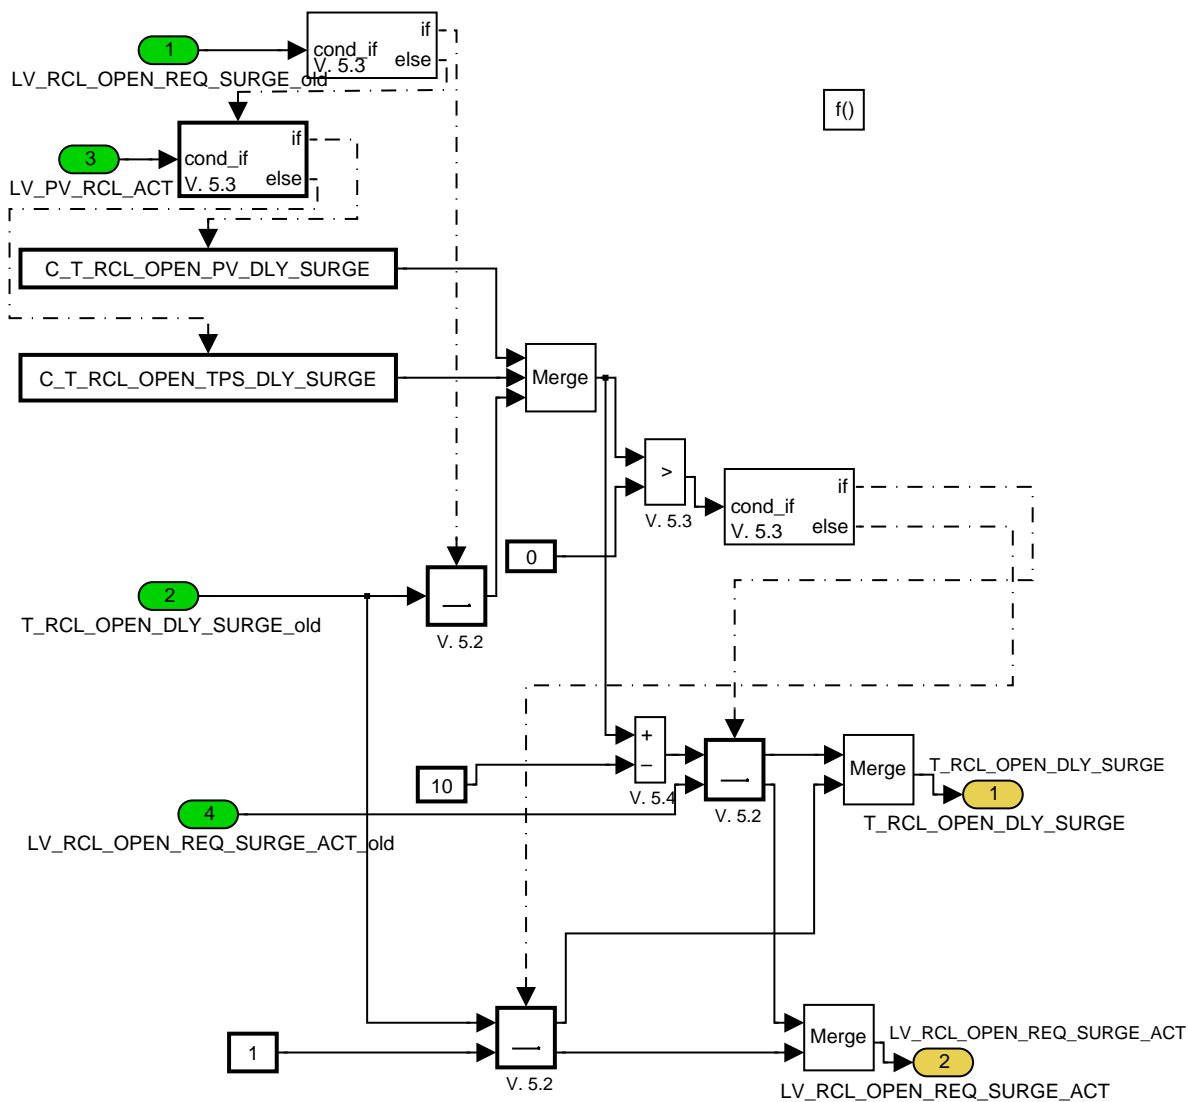 if
1
cond_if
else
V. 5.3
LV_RCL_OPEN_REQ_SURGE_old
f()
if
3
cond_if
else
V. 5.3
LV_PV_RCL_ACT
C_T_RCL_OPEN_PV_DLY_SURGE
C_T_RCL_OPEN_TPS_DLY_SURGE
Merge
>
V. 5.3
if
cond_if
else
V. 5.3
0
2
T_RCL_OPEN_DLY_SURGE_old
V. 5.2
+
−
V. 5.4
10
V. 5.2
Merge
T_RCL_OPEN_DLY_SURGE
1
T_RCL_OPEN_DLY_SURGE
4
LV_RCL_OPEN_REQ_SURGE_ACT_old
1
V. 5.2
Merge
LV_RCL_OPEN_REQ_SURGE_ACT
2
LV_RCL_OPEN_REQ_SURGE_ACT